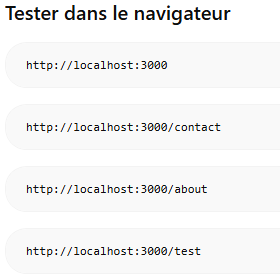 Tester dans le navigateur
http://localhost:3000
http://localhost:3000/contact
http://localhost:3000/about
http://localhost:3000/test